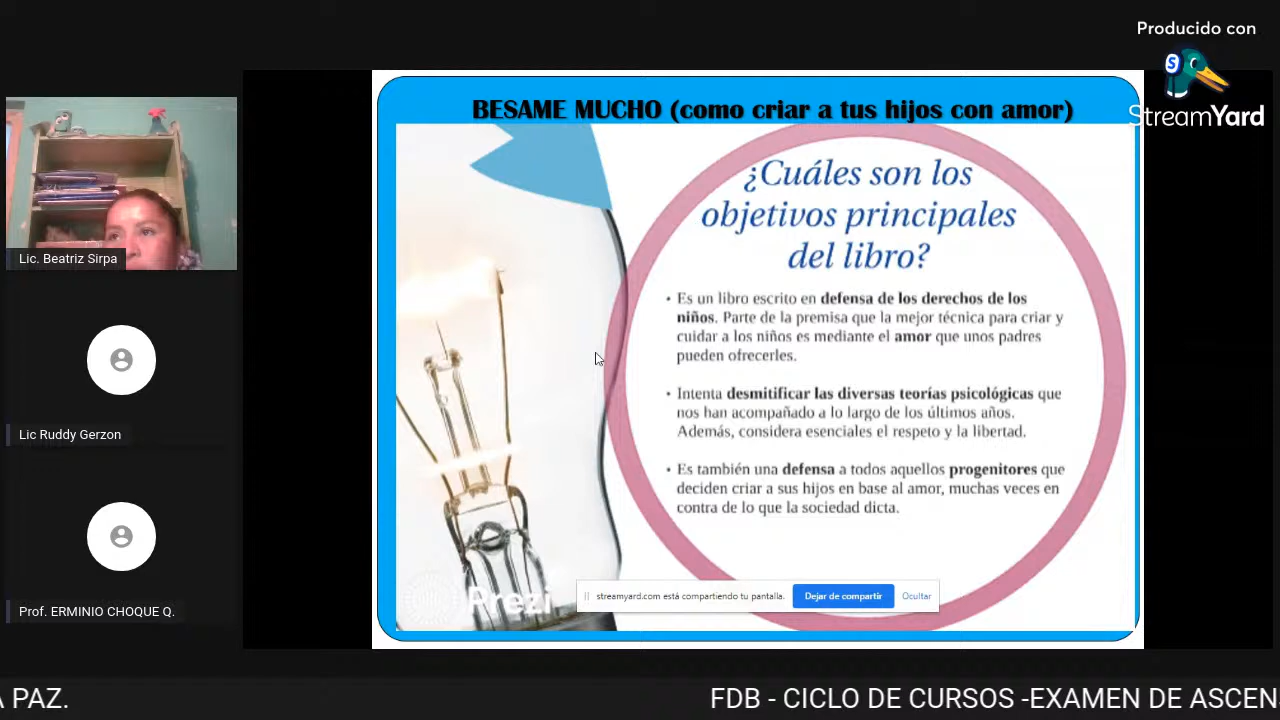 Producido con
StreamYard
BESAME MUCHO (como criar a tus hijos con amor)
¿Cuáles son los
objetivos principales
del libro?
• Es un libro escrito en defensa de los derechos de los
niños. Parte de la premisa que la mejor técnica para criar y
cuidar a los niños es mediante el amor que unos padres
pueden ofrecerles.
• Intenta desmitificar las diversas teorías psicológicas que
nos han acompañado a lo largo de los últimos años.
Además, considera esenciales el respeto y la libertad.
• Es también una defensa a todos aquellos progenitores que
deciden criar a sus hijos en base al amor, muchas veces en
contra de lo que la sociedad dicta.
Prezi
streamyard.com está compartiendo tu pantalla.
Dejar de compartir
Ocultar
Lic. Beatriz Sirpa
Lic Ruddy Gerzon
Prof. ERMINIO CHOQUE Q.
A PAZ.
FDB - CICLO DE CURSOS -EXAMEN DE ASCEN